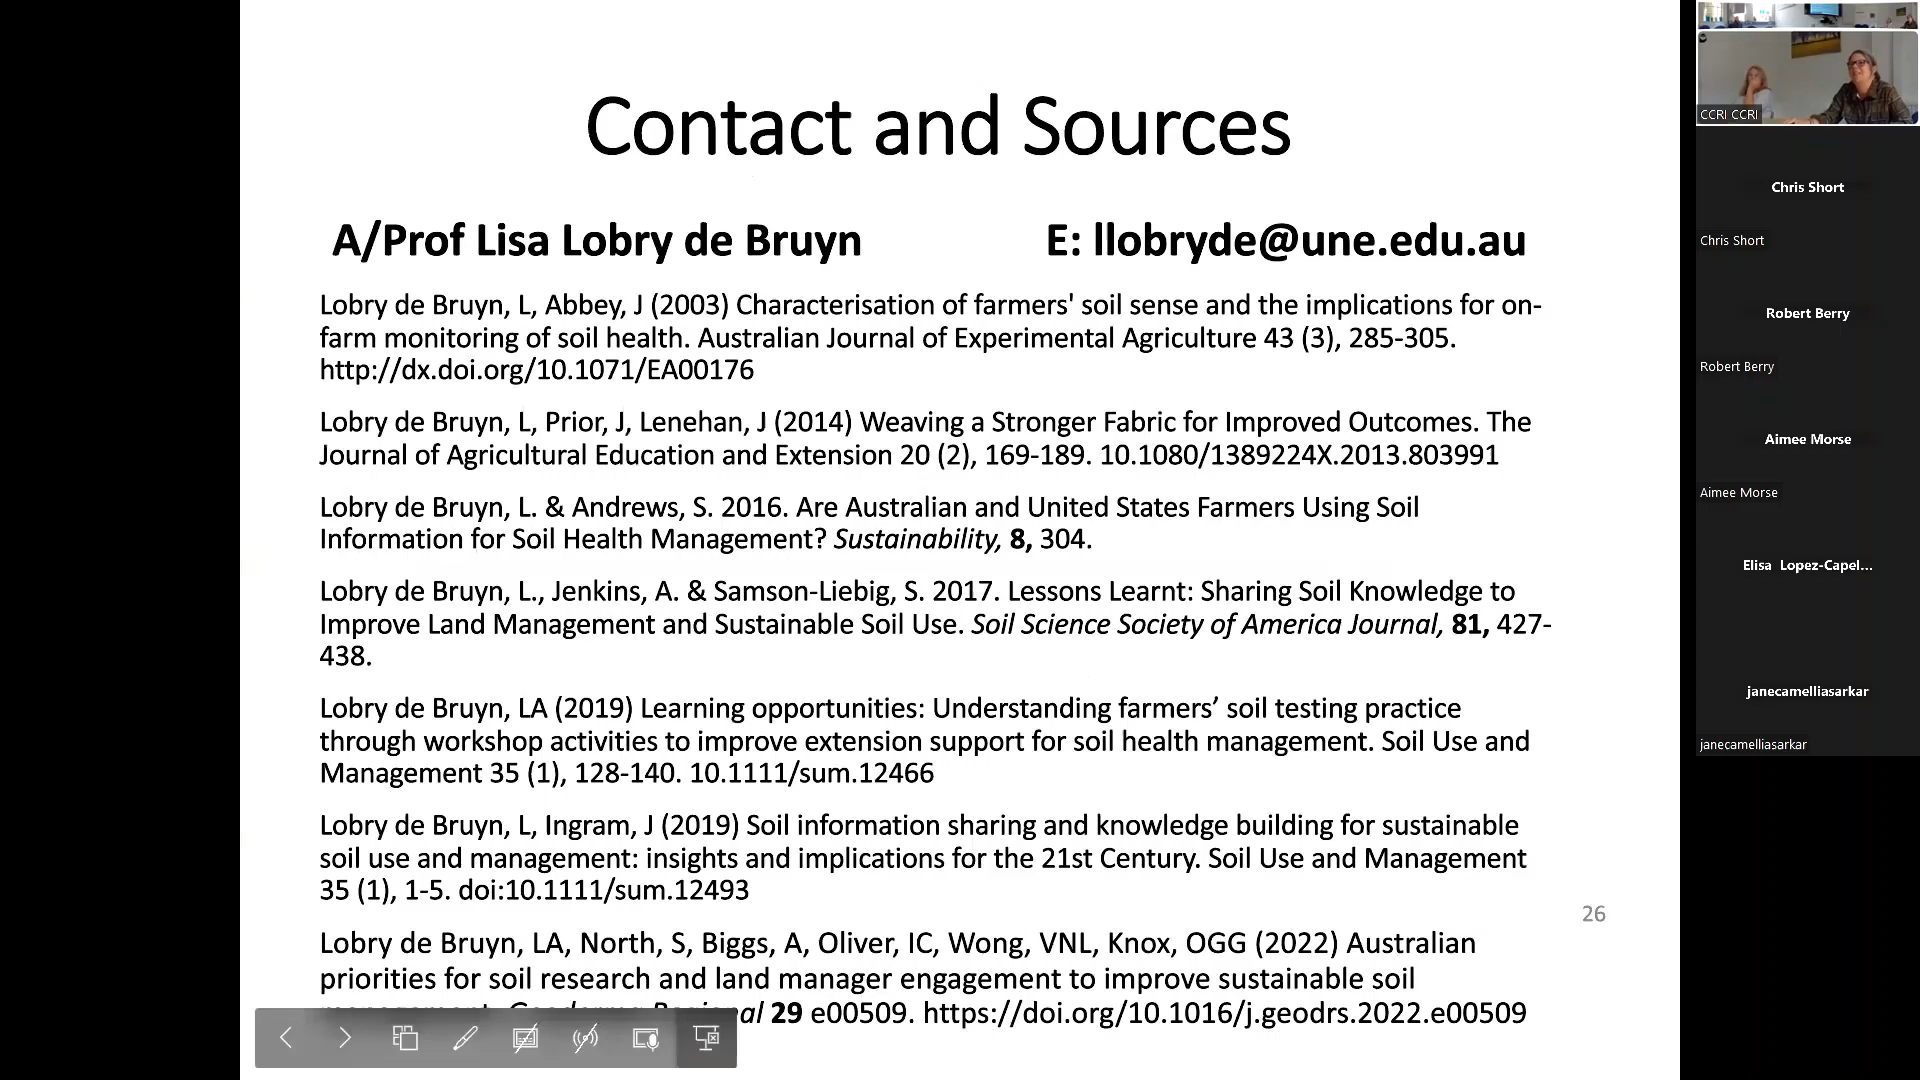 Contact and Sources
A/Prof Lisa Lobry de Bruyn E: llobryde@une.edu.au
Lobry de Bruyn, L, Abbey, J (2003) Characterisation of farmers' soil sense and the implications for on-
farm monitoring of soil health. Australian Journal of Experimental Agriculture 43 (3), 285-305.
http://dx.doi.org/10.1071/EA00176
Lobry de Bruyn, L, Prior, J, Lenehan, J (2014) Weaving a Stronger Fabric for Improved Outcomes. The
Journal of Agricultural Education and Extension 20 (2), 169-189. 10.1080/1389224X.2013.803991
Lobry de Bruyn, L. & Andrews, S. 2016. Are Australian and United States Farmers Using Soil
Information for Soil Health Management? Sustainability, 8, 304.
Lobry de Bruyn, L., Jenkins, A. & Samson-Liebig, S. 2017. Lessons Learnt: Sharing Soil Knowledge to
Improve Land Management and Sustainable Soil Use. Soil Science Society of America Journal, 81, 427-
438.
Lobry de Bruyn, LA (2019) Learning opportunities: Understanding farmers’ soil testing practice
through workshop activities to improve extension support for soil health management. Soil Use and
Management 35 (1), 128-140. 10.1111/sum.12466
Lobry de Bruyn, L, Ingram, J (2019) Soil information sharing and knowledge building for sustainable
soil use and management: insights and implications for the 21st Century. Soil Use and Management
35 (1), 1-5. doi:10.1111/sum.12493
Lobry de Bruyn, LA, North, S, Biggs, A, Oliver, IC, Wong, VNL, Knox, OGG (2022) Australian
priorities for soil research and land manager engagement to improve sustainable soil
29 e00509. https://doi.org/10.1016/j.geodrs.2022.e00509
26
CCRI CCRI
Chris Short
Chris Short
Robert Berry
Robert Berry
Aimee Morse
Aimee Morse
Elisa Lopez-Capel...
janecamelliasarkar
janecamelliasarkar